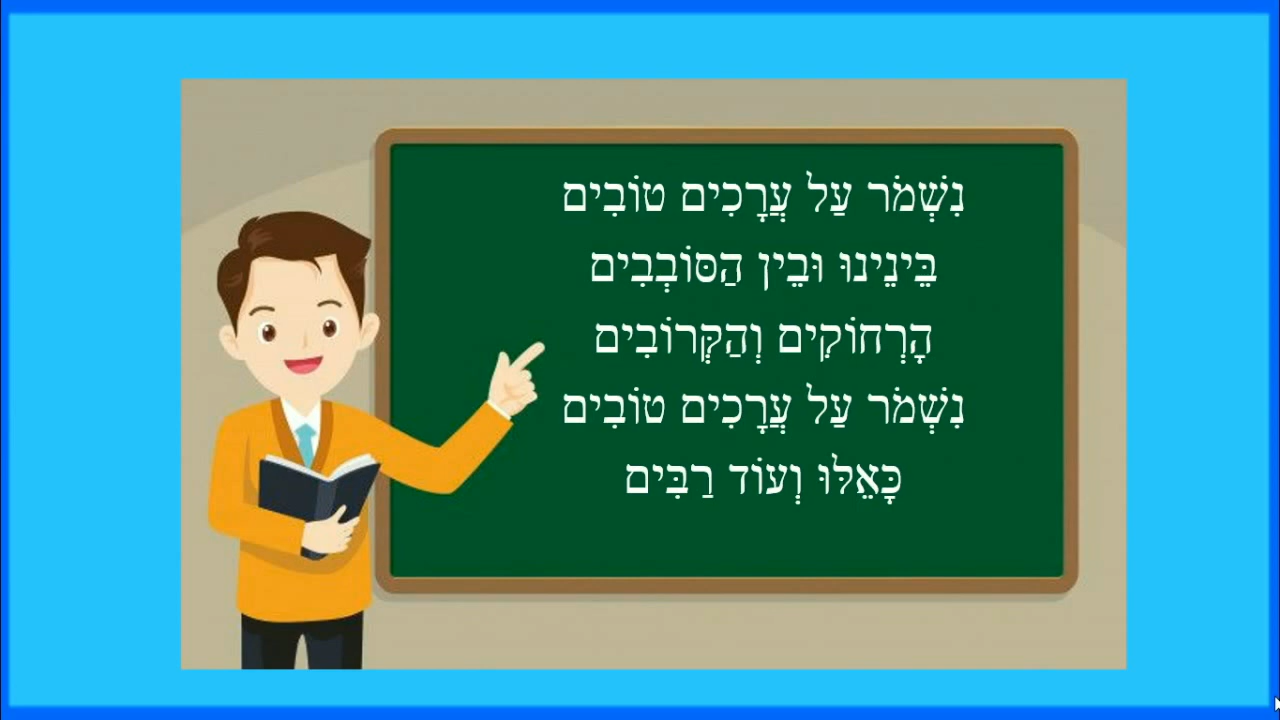 נִשְׁמֹר עַל עֲרָכִים טוֹבִים
בֵּינֵינוּ וּבֵין הַסּוֹבְבִים
הָרְחוֹקִים וְהַקְּרוֹבִים
נִשְׁמֹר עַל עֲרָכִים טוֹבִים
כָּאֵלּוּ וְעוֹד רַבִּים